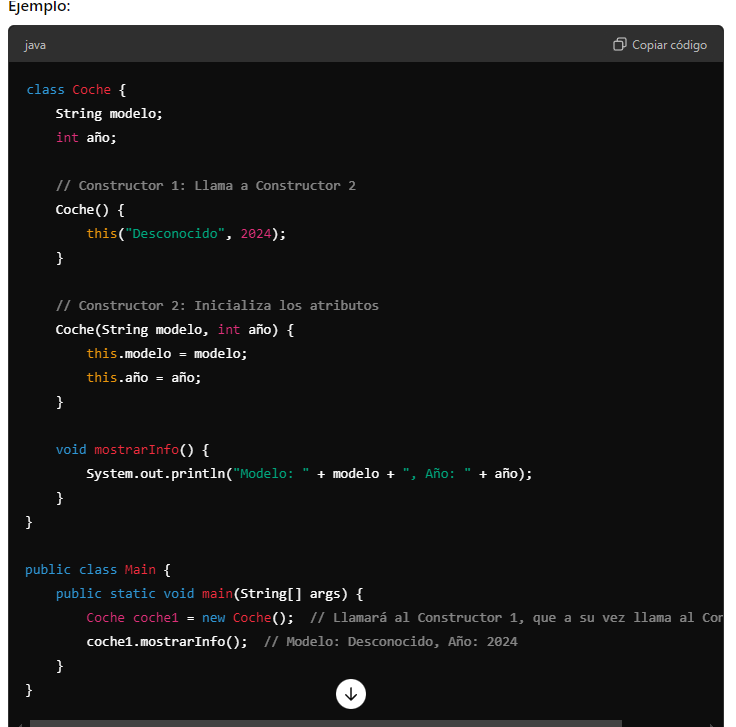 Ejemplo:
java
Copiar código
class Coche {
    String modelo;
    int año;

    // Constructor 1: Llama a Constructor 2
    Coche() {
        this("Desconocido", 2024);
    }

    // Constructor 2: Inicializa los atributos
    Coche(String modelo, int año) {
        this.modelo = modelo;
        this.año = año;
    }

    void mostrarInfo() {
        System.out.println("Modelo: " + modelo + ", Año: " + año);
    }
}

public class Main {
    public static void main(String[] args) {
        Coche coche1 = new Coche();  // Llamará al Constructor 1, que a su vez llama al Con
        coche1.mostrarInfo();  // Modelo: Desconocido, Año: 2024
    }
}